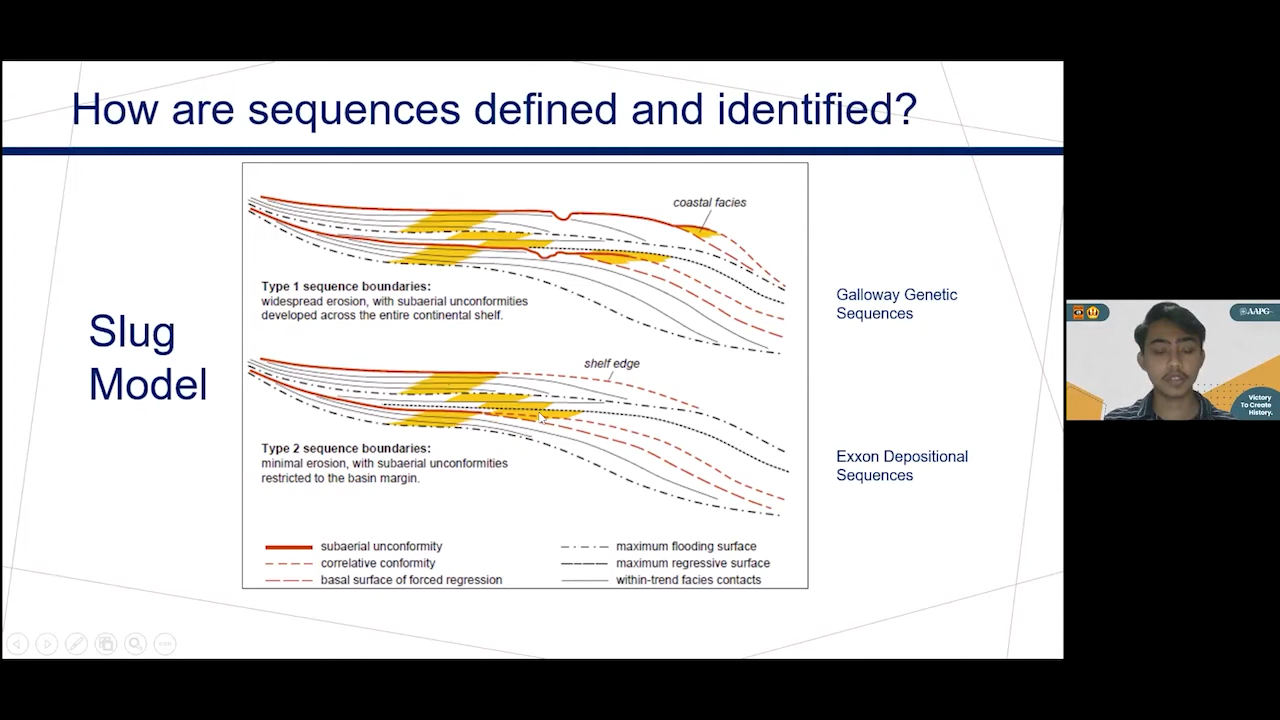 How are sequences defined and identified?
Slug
Model
coastal facies
Type 1 sequence boundaries:
widespread erosion, with subaerial unconformities
developed across the entire continental shelf.
shelf edge
Type 2 sequence boundaries:
minimal erosion, with subaerial unconformities
restricted to the basin margin.
subaerial unconformity
correlative conformity
basal surface of forced regression
maximum flooding surface
maximum regressive surface
within-trend facies contacts
Galloway Genetic
Sequences
Exxon Depositional
Sequences
AAPG
Victory
To Create
History.